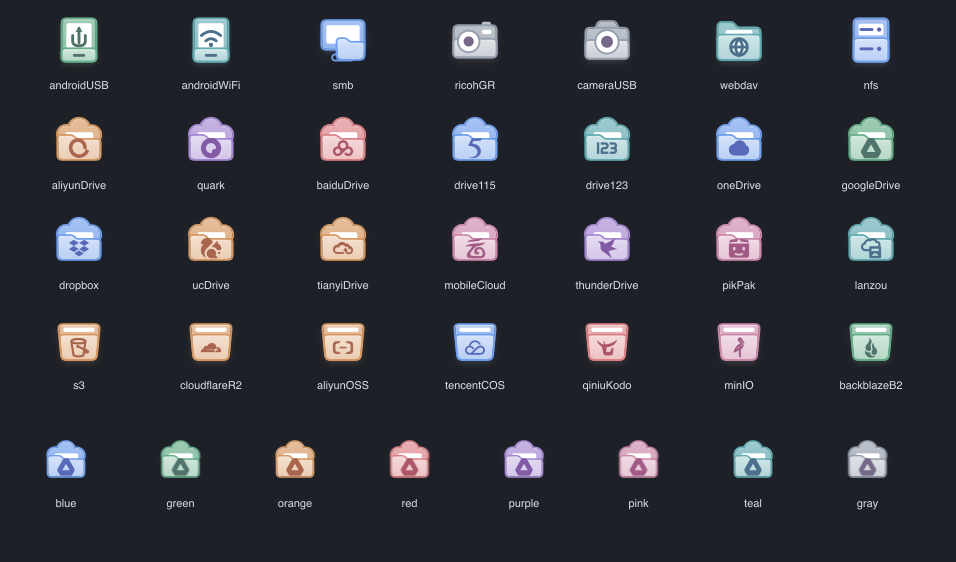 androidUSB androidWiFi smb ricohGR cameraUSB webdav nfs
123
aliyunDrive quark baiduDrive drive115 drive123 oneDrive googleDrive
dropbox ucDrive tianyiDrive mobileCloud thunderDrive pikPak lanzou
s3 cloudflareR2 aliyunOSS tencentCOS qiniuKodo minIO backblazeB2
blue green orange red purple pink teal gray